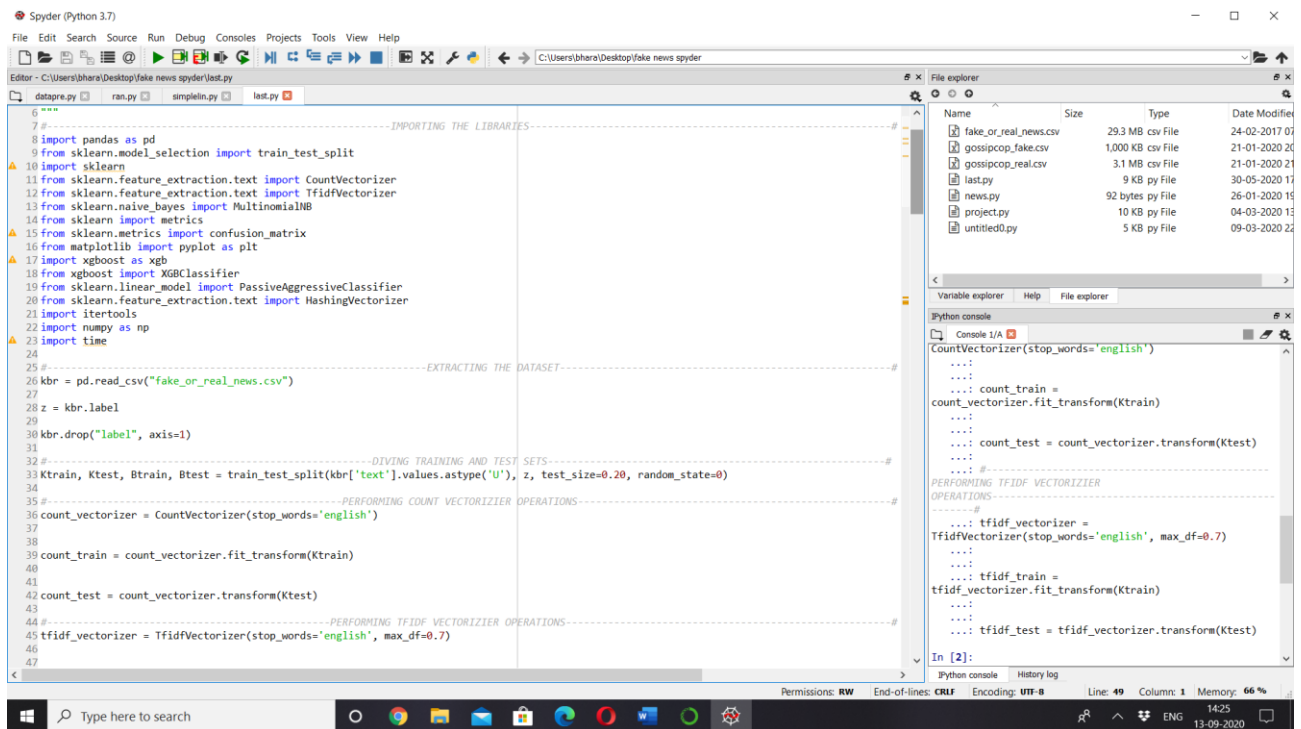 Spyder (Python 3.7)
File Edit Search Source Run Debug Consoles Projects Tools View Help
C:\Users\bhara\Desktop\fake news spyder
Editor - C:\Users\bhara\Desktop\fake news spyder\last.py
datapre.py ran.py simplelin.py last.py
6 """
7 #-----------------------------------------------------IMPORTING THE LIBRARIES-------------------------------------------------------#
8 import pandas as pd
9 from sklearn.model_selection import train_test_split
10 import sklearn
11 from sklearn.feature_extraction.text import CountVectorizer
12 from sklearn.feature_extraction.text import TfidfVectorizer
13 from sklearn.naive_bayes import MultinomialNB
14 from sklearn import metrics
15 from sklearn.metrics import confusion_matrix
16 from matplotlib import pyplot as plt
17 import xgboost as xgb
18 from xgboost import XGBClassifier
19 from sklearn.linear_model import PassiveAggressiveClassifier
20 from sklearn.feature_extraction.text import HashingVectorizer
21 import itertools
22 import numpy as np
23 import time
24
25 #-----------------------------------------------------------EXTRACTING THE DATASET--------------------------------------------------#
26 kbr = pd.read_csv("fake_or_real_news.csv")
27
28 z = kbr.label
29
30 kbr.drop("label", axis=1)
31
32 #--------------------------------------------------DIVING TRAINING AND TEST SETS----------------------------------------------------#
33 Ktrain, Ktest, Btrain, Btest = train_test_split(kbr['text'].values.astype('U'), z, test_size=0.20, random_state=0)
34
35 #----------------------------------------------PERFORMING COUNT VECTORIZIER OPERATIONS-------------------------------------------------#
36 count_vectorizer = CountVectorizer(stop_words='english')
37
38
39 count_train = count_vectorizer.fit_transform(Ktrain)
40
41
42 count_test = count_vectorizer.transform(Ktest)
43
44 #--------------------------------------------PERFORMING TFIDF VECTORIZIER OPERATIONS---------------------------------------------------#
45 tfidf_vectorizer = TfidfVectorizer(stop_words='english', max_df=0.7)
46
47
File explorer
Name Size Type Date Modified
fake_or_real_news.csv 29.3 MB csv File 24-02-2017 07
gossipcop_fake.csv 1,000 KB csv File 21-01-2020 20
gossipcop_real.csv 3.1 MB csv File 21-01-2020 21
last.py 9 KB py File 30-05-2020 17
news.py 92 bytes py File 26-01-2020 19
project.py 10 KB py File 04-03-2020 13
untitled0.py 5 KB py File 09-03-2020 22
Variable explorer Help File explorer
IPython console
Console 1/A
CountVectorizer(stop_words='english')
...:
...:
...: count_train =
count_vectorizer.fit_transform(Ktrain)
...:
...:
...: count_test = count_vectorizer.transform(Ktest)
...:
...: #----------------------------------------
PERFORMING TFIDF VECTORIZIER
OPERATIONS----------------------------------------
-------#
...: tfidf_vectorizer =
TfidfVectorizer(stop_words='english', max_df=0.7)
...:
...:
...: tfidf_train =
tfidf_vectorizer.fit_transform(Ktrain)
...:
...:
...: tfidf_test = tfidf_vectorizer.transform(Ktest)
In [2]:
IPython console History log
Permissions: RW End-of-lines: CRLF Encoding: UTF-8 Line: 49 Column: 1 Memory: 66 %
Type here to search
ENG
14:25
13-09-2020